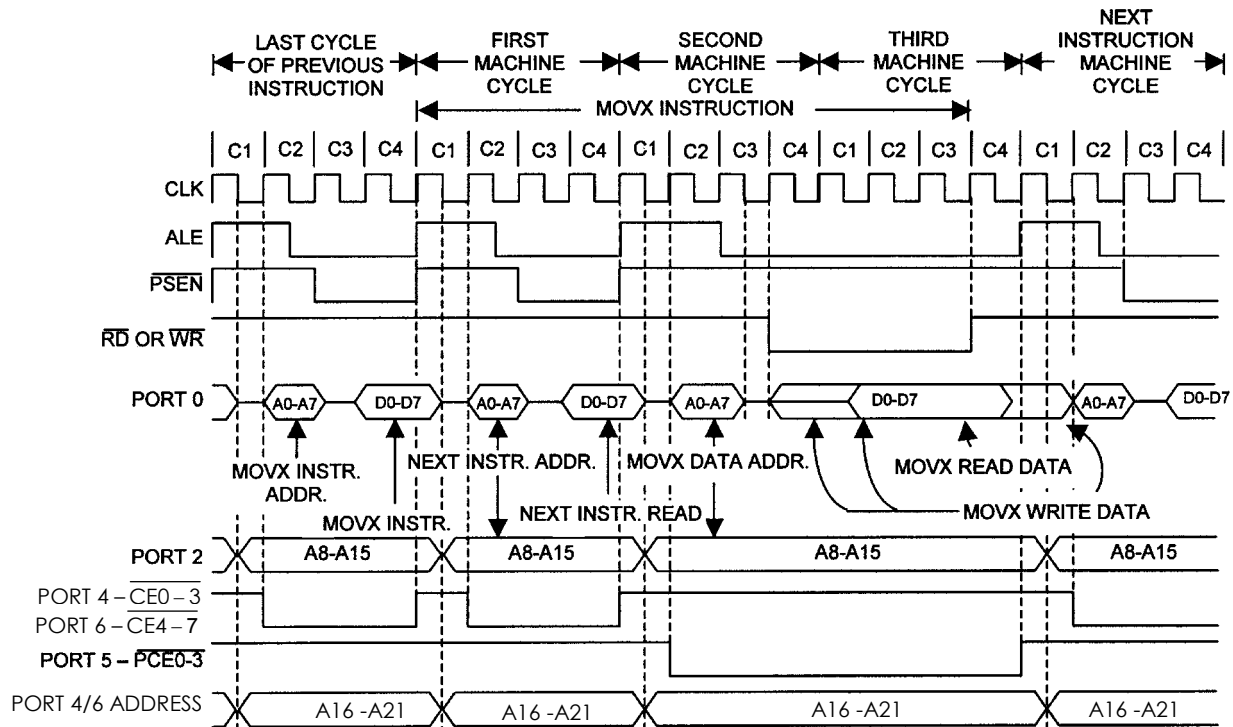 LAST CYCLE
OF PREVIOUS
INSTRUCTION
FIRST
MACHINE
CYCLE
SECOND
MACHINE
CYCLE
THIRD
MACHINE
CYCLE
NEXT
INSTRUCTION
MACHINE
CYCLE
MOVX INSTRUCTION
C1 C2 C3 C4 C1 C2 C3 C4 C1 C2 C3 C4 C1 C2 C3 C4 C1 C2 C3 C4
CLK
ALE
PSEN
RD OR WR
PORT 0 A0-A7 D0-D7 A0-A7 D0-D7 A0-A7 D0-D7 A0-A7 D0-D7
MOVX INSTR.
ADDR.
NEXT INSTR. ADDR.
MOVX DATA ADDR.
MOVX READ DATA
MOVX INSTR.
NEXT INSTR. READ
MOVX WRITE DATA
PORT 2 A8-A15 A8-A15 A8-A15 A8-A15
PORT 4 – CE0 – 3
PORT 6 – CE4 – 7
PORT 5 – PCE0-3
PORT 4/6 ADDRESS A16 -A21 A16 -A21 A16 -A21 A16 -A21